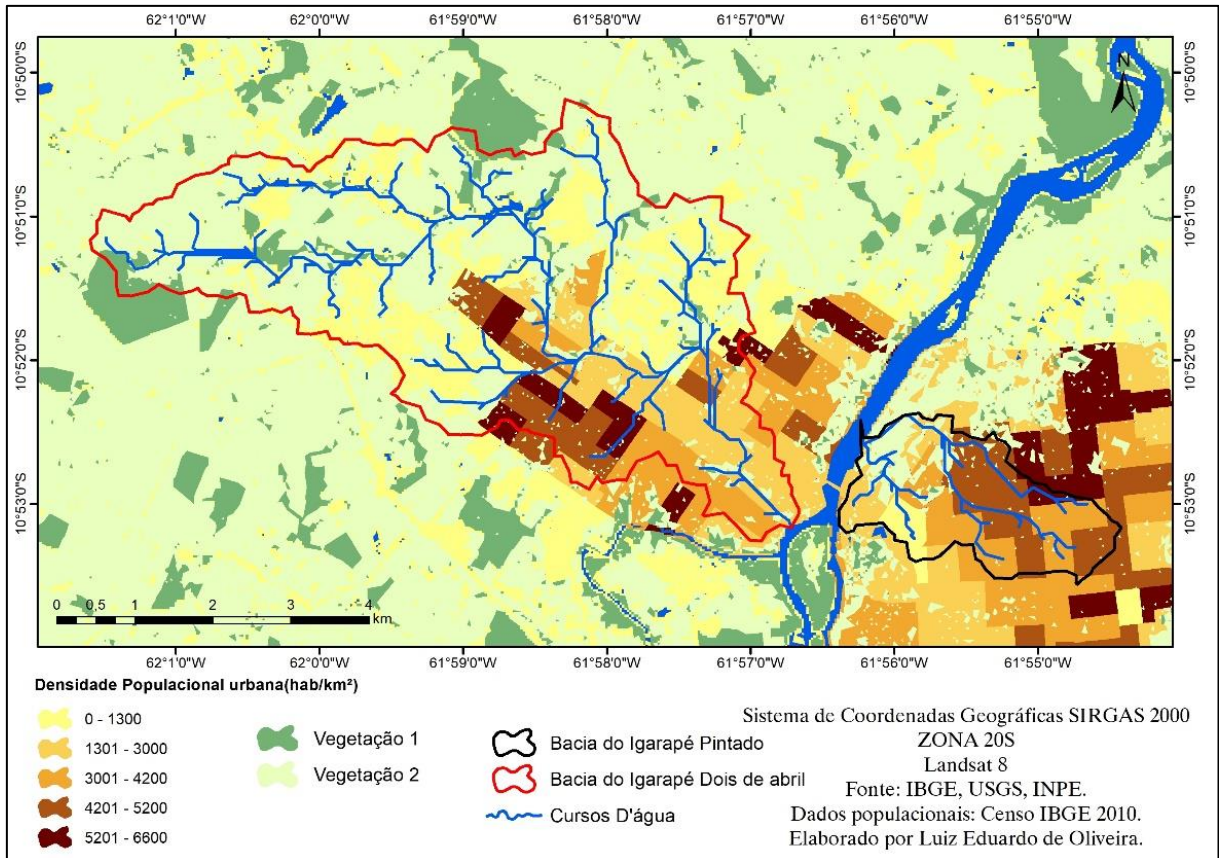 62°1'0"W 62°0'0"W 61°59'0"W 61°58'0"W 61°57'0"W 61°56'0"W 61°55'0"W
10°50'0"S 10°50'0"S
N
10°51'0"S 10°51'0"S
10°52'0"S 10°52'0"S
10°53'0"S 10°53'0"S
0 0,5 1 2 3 4
km
62°1'0"W 62°0'0"W 61°59'0"W 61°58'0"W 61°57'0"W 61°56'0"W 61°55'0"W
Densidade Populacional urbana(hab/km²)
0 - 1300
1301 - 3000
3001 - 4200
4201 - 5200
5201 - 6600
Vegetação 1
Vegetação 2
Bacia do Igarapé Pintado
Bacia do Igarapé Dois de abril
Cursos D'água
Sistema de Coordenadas Geográficas SIRGAS 2000
ZONA 20S
Landsat 8
Fonte: IBGE, USGS, INPE.
Dados populacionais: Censo IBGE 2010.
Elaborado por Luiz Eduardo de Oliveira.